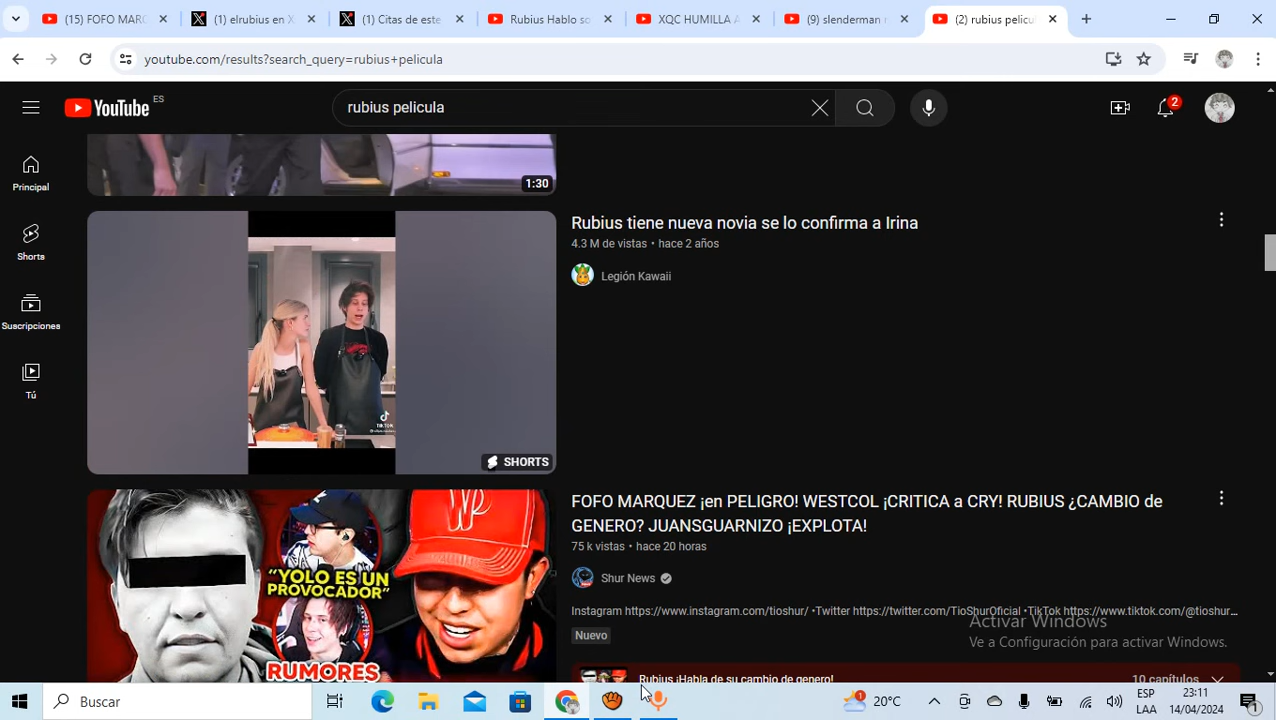 (15) FOFO MARC
(1) elrubius en X
(1) Citas de este
Rubius Hablo so
XQC HUMILLA A
(9) slenderman
(2) rubius pelicu
youtube.com/results?search_query=rubius+pelicula
YouTube ES
rubius pelicula
2
Principal
Shorts
Suscripciones
Tú
1:30
Rubius tiene nueva novia se lo confirma a Irina
4.3 M de vistas • hace 2 años
Legión Kawaii
TikTok
SHORTS
FOFO MARQUEZ ¡en PELIGRO! WESTCOL ¡CRITICA a CRY! RUBIUS ¿CAMBIO de
GENERO? JUANSGUARNIZO ¡EXPLOTA!
75 k vistas • hace 20 horas
Shur News
Instagram https://www.instagram.com/tioshur/ •Twitter https://twitter.com/TioShurOficial •TikTok https://www.tiktok.com/@tioshur...
Nuevo
"YOLO ES UN
PROVOCADOR"
RUMORES
Activar Windows
Ve a Configuración para activar Windows.
Rubius ¡Habla de su cambio de genero!
10 capítulos
Buscar
1
20°C
ESP
LAA
23:11
14/04/2024
1